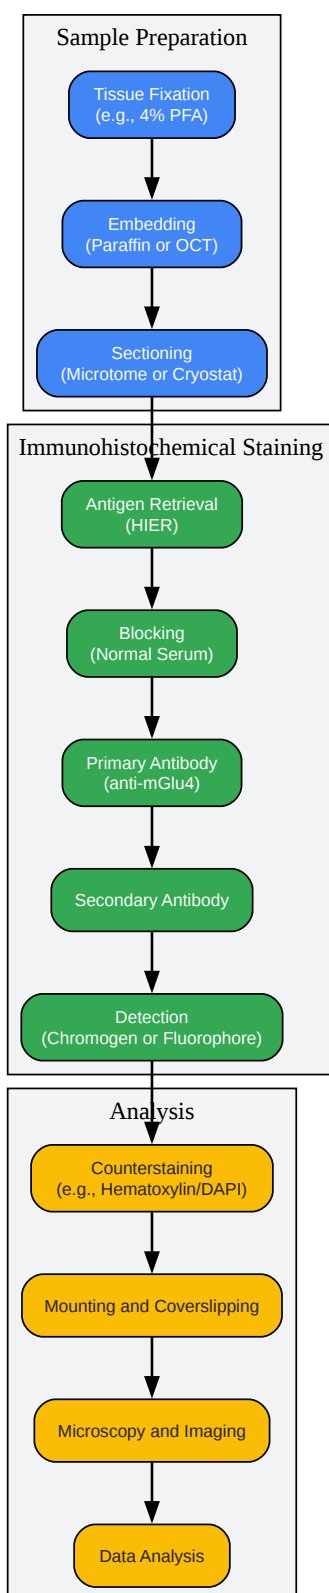 Sample Preparation
Tissue Fixation
(e.g., 4% PFA)
Embedding
(Paraffin or OCT)
Sectioning
(Microtome or Cryostat)
Immunohistochemical Staining
Antigen Retrieval
(HIER)
Blocking
(Normal Serum)
Primary Antibody
(anti-mGlu4)
Secondary Antibody
Detection
(Chromogen or Fluorophore)
Analysis
Counterstaining
(e.g., Hematoxylin/DAPI)
Mounting and Coverslipping
Microscopy and Imaging
Data Analysis